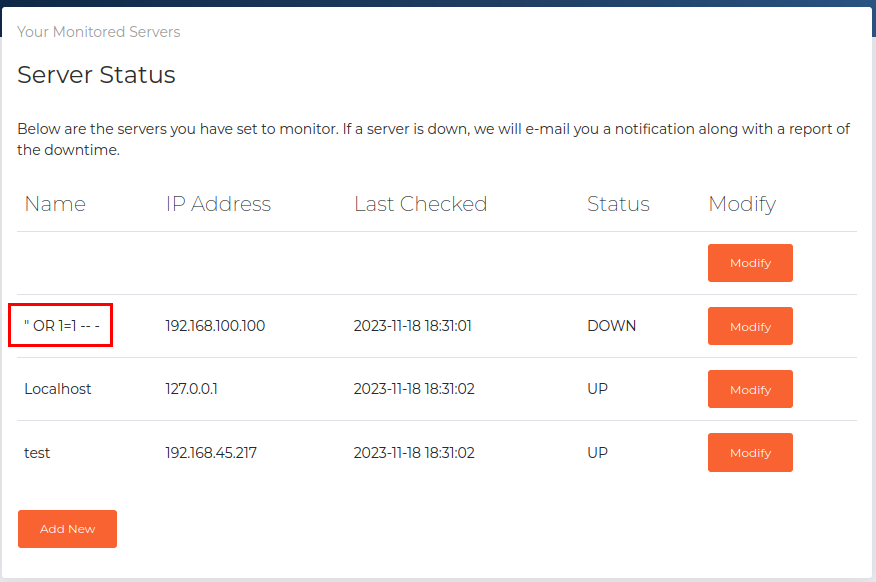 Your Monitored Servers
Server Status
Below are the servers you have set to monitor. If a server is down, we will e-mail you a notification along with a report of
the downtime.
Name IP Address Last Checked Status Modify
Modify
" OR 1=1 -- - 192.168.100.100 2023-11-18 18:31:01 DOWN Modify
Localhost 127.0.0.1 2023-11-18 18:31:02 UP Modify
test 192.168.45.217 2023-11-18 18:31:02 UP Modify
Add New